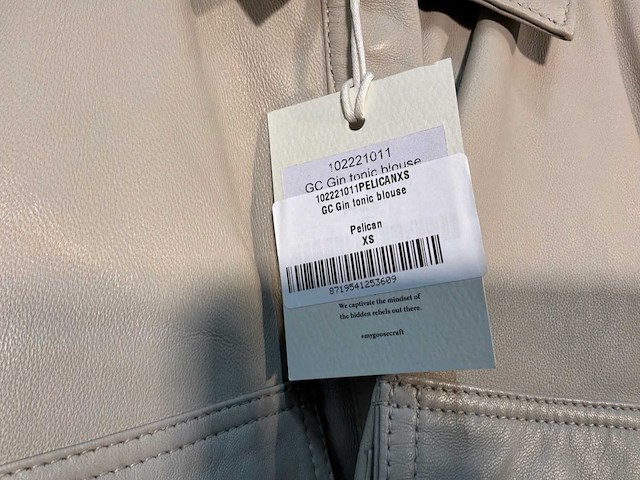 102221011
GC Gin tonic blouse
102221011PELICANXS
GC Gin tonic blouse
Pelican
XS
8719541253609
We captivate the mindset of
the hidden rebels out there.
#mygoosecraft